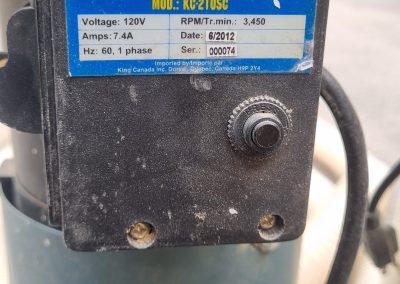 MOD.: KC-210SC
Voltage: 120V RPM/Tr.min.: 3,450
Amps: 7.4A Date: 6/2012
Hz: 60, 1 phase Ser.: 000074
Imported by/Importé par
King Canada Inc. Dorval, Quebec, Canada H9P 2Y4